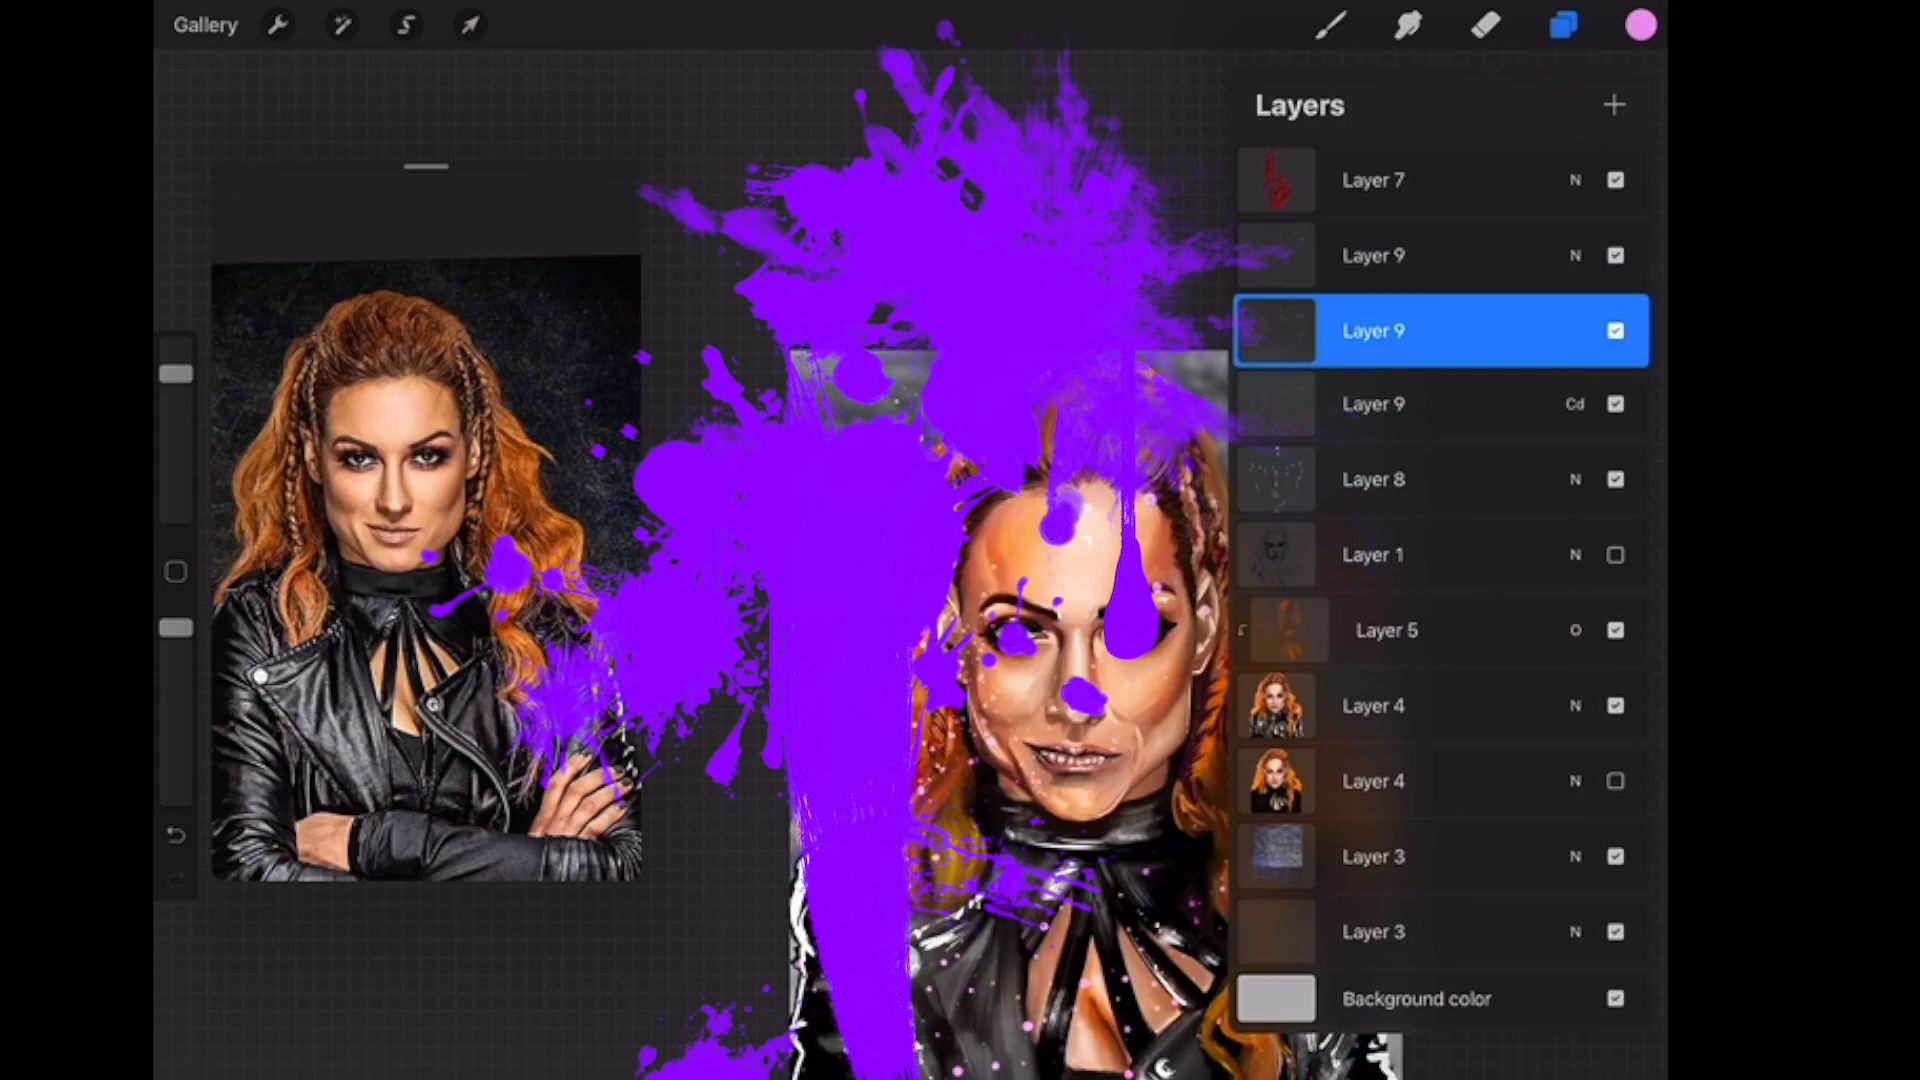 Gallery
Layers
Layer 7 N
Layer 9 N
Layer 9
Layer 9 Cd
Layer 8 N
Layer 1 N
Layer 5 O
Layer 4 N
Layer 4 N
Layer 3 N
Layer 3 N
Background color